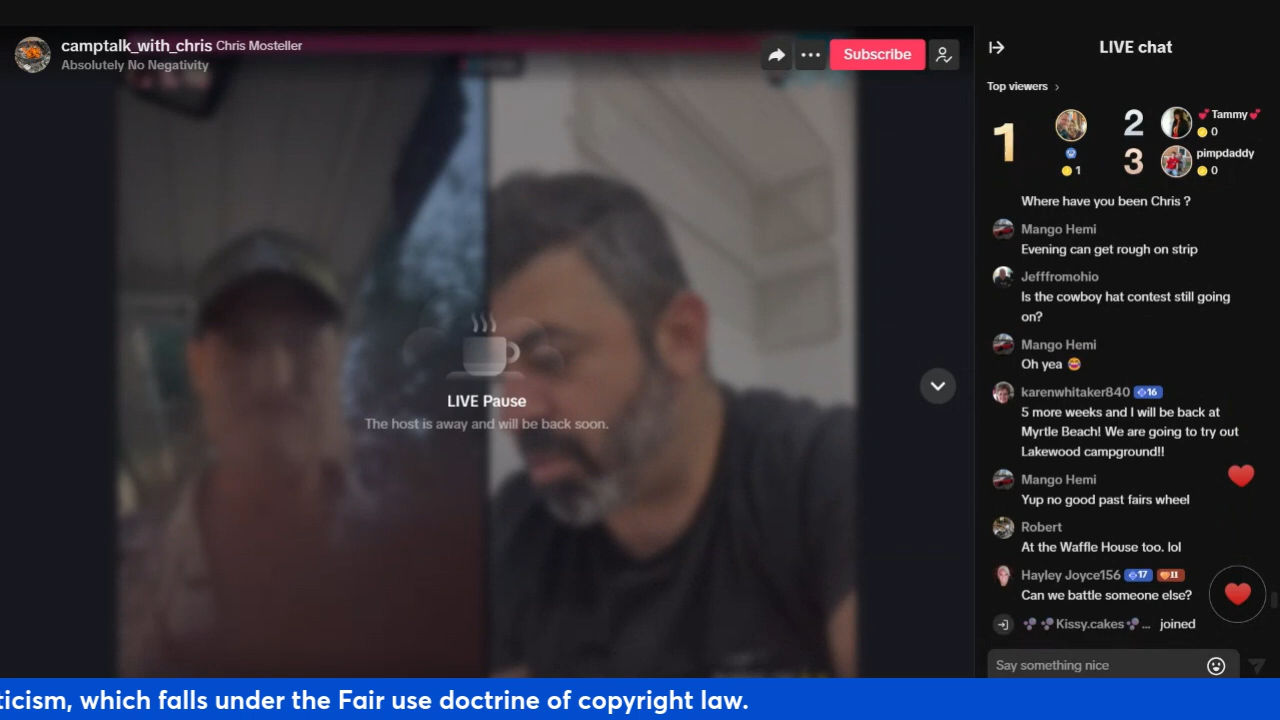 camptalk_with_chris Chris Mosteller
Absolutely No Negativity
Subscribe
LIVE Pause
The host is away and will be back soon.
LIVE chat
Top viewers
1
1
2
💕Tammy💕
0
3
pimpdaddy
0
Where have you been Chris ?
Mango Hemi
Evening can get rough on strip
Jefffromohio
Is the cowboy hat contest still going
on?
Mango Hemi
Oh yea 😂
karenwhitaker840 16
5 more weeks and I will be back at
Myrtle Beach! We are going to try out
Lakewood campground!!
Mango Hemi
Yup no good past fairs wheel
Robert
At the Waffle House too. lol
Hayley Joyce156 17 II
Can we battle someone else?
Kissy.cakes ... joined
Say something nice
ticism, which falls under the Fair use doctrine of copyright law.